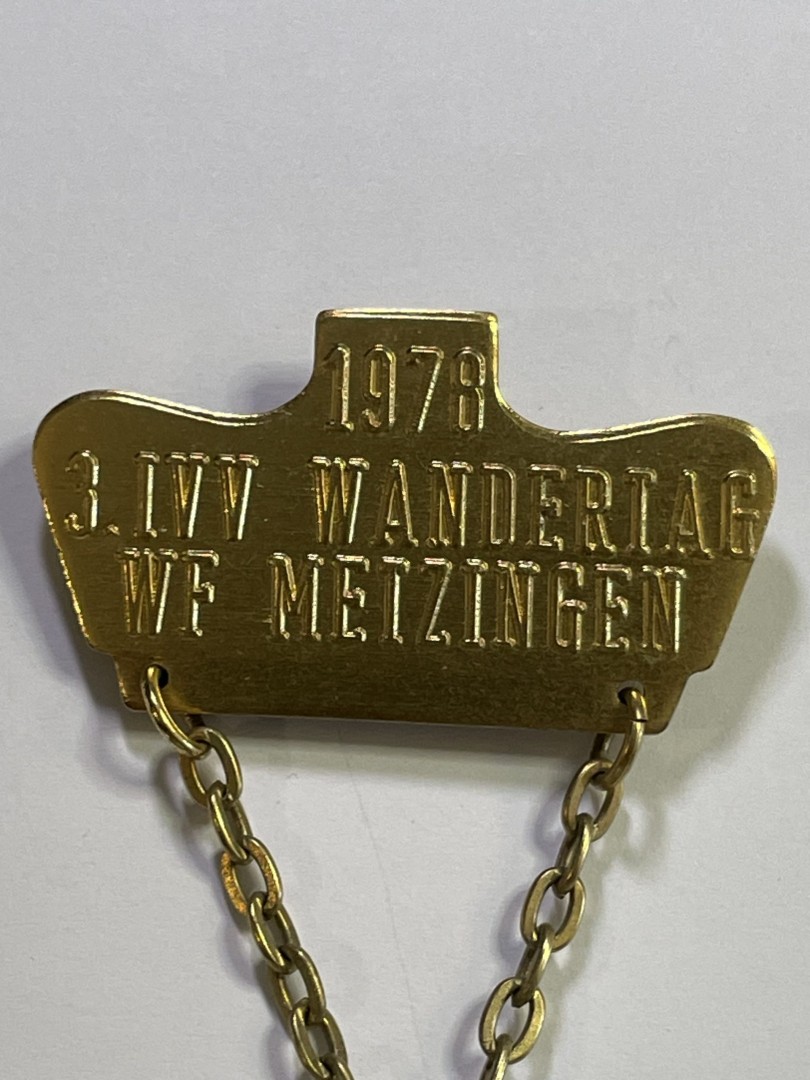 1978
3. IVV WANDERTAG
WF METZINGEN